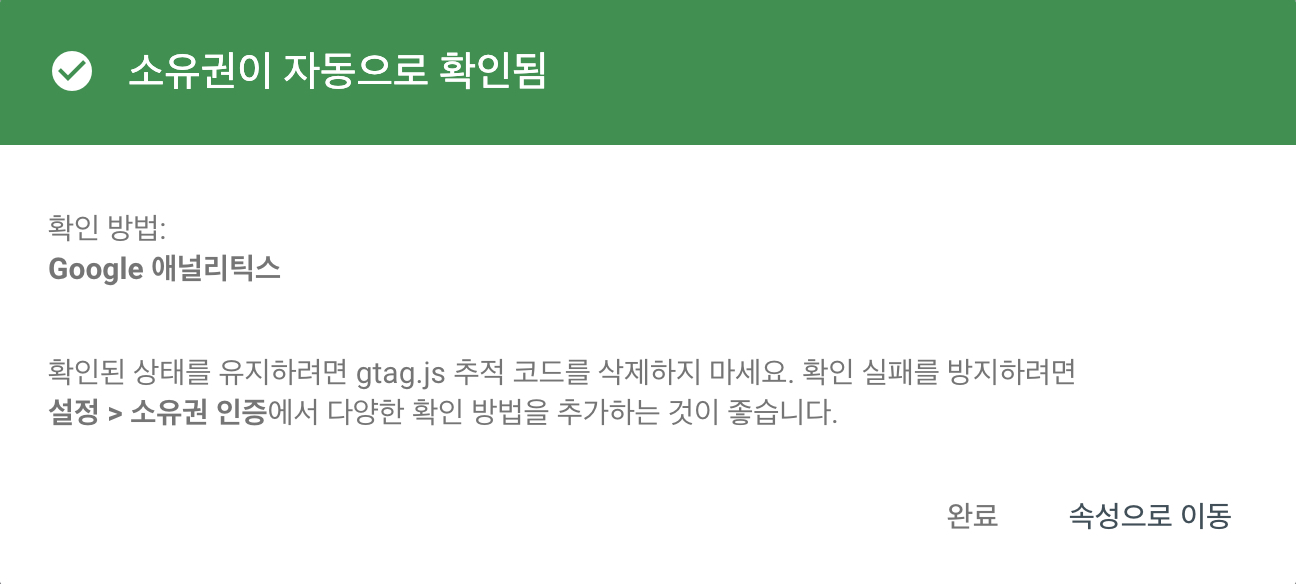 소유권이 자동으로 확인됨
확인 방법:
Google 애널리틱스
확인된 상태를 유지하려면 gtag.js 추적 코드를 삭제하지 마세요. 확인 실패를 방지하려면
설정 > 소유권 인증에서 다양한 확인 방법을 추가하는 것이 좋습니다.
완료 속성으로 이동